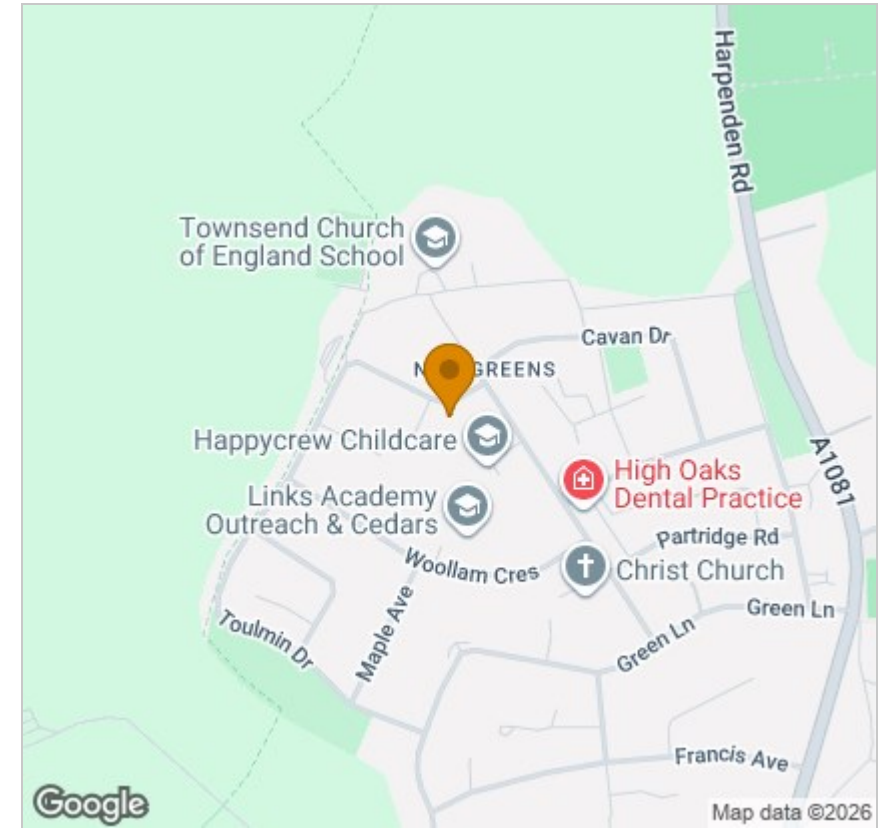 Harpenden Rd
Townsend Church
of England School
Cavan Dr
GREENS
Happycrew Childcare
High Oaks
Dental Practice
A1081
Links Academy
Outreach & Cedars
Partridge Rd
Woollam Cres
Christ Church
Maple Ave
Green Ln
Green Ln
Toulmin Dr
Francis Ave
Google
Map data ©2026